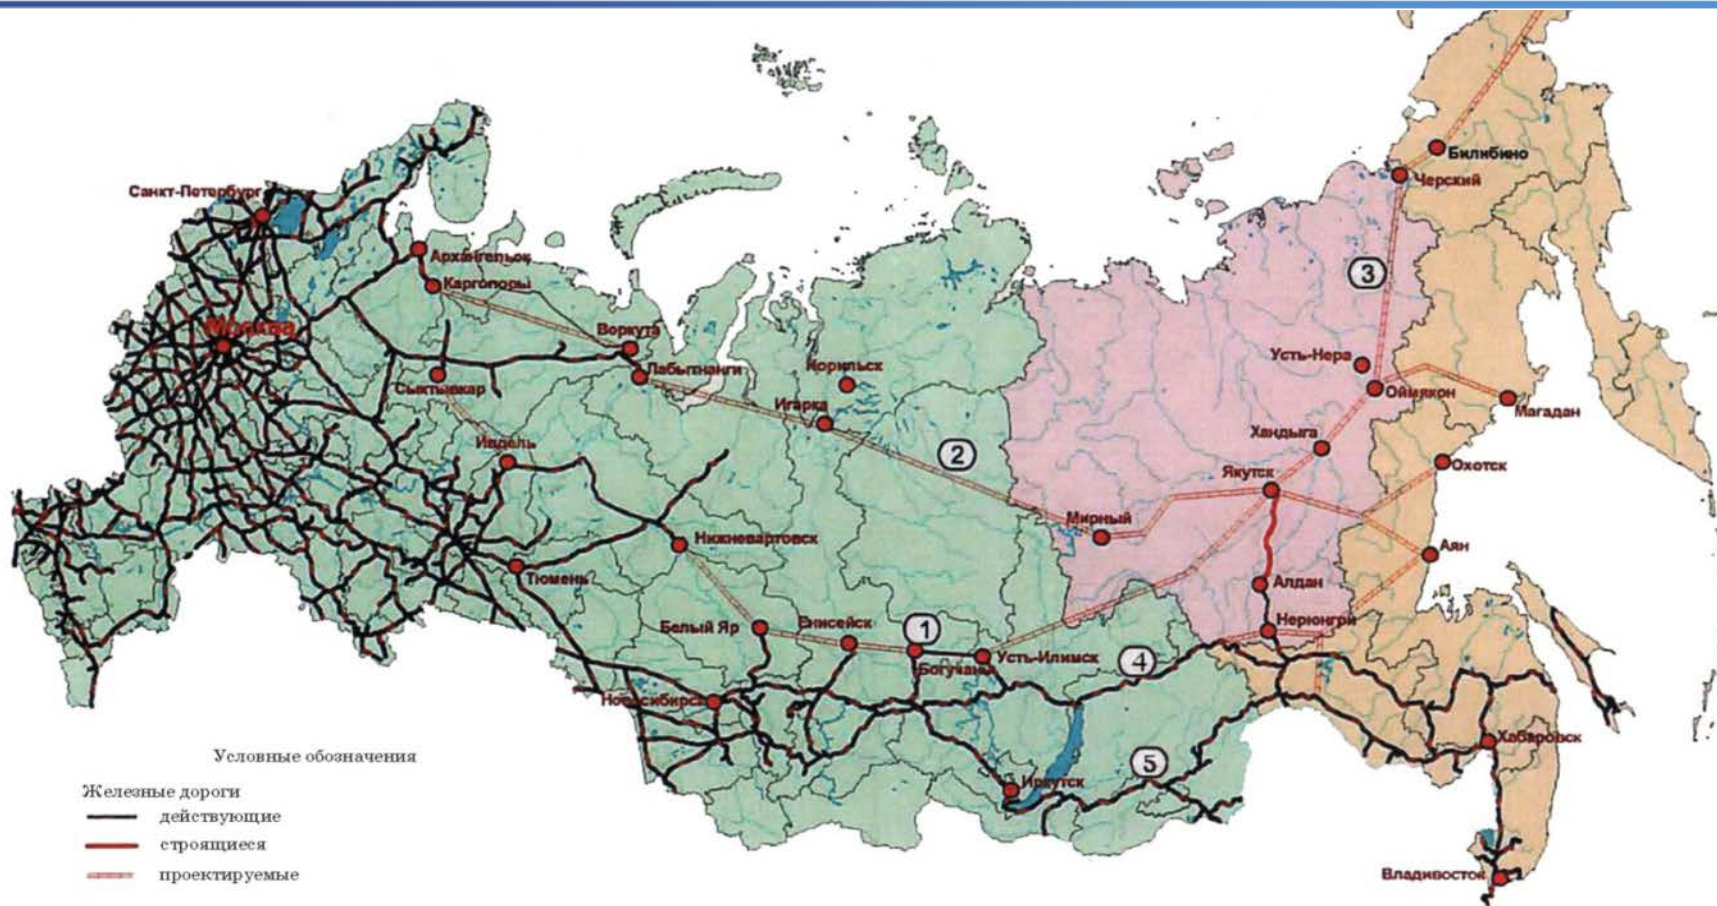 Санкт-Петербург
Архангельск
Каргопоры
Москва
Сыктывкар
Воркута
Лабытнанги
Норильск
Игарка
Ивдель
Тюмень
Нижневартовск
Белый Яр
Енисейск
1
Богучаны
Усть-Илимск
Новосибирск
Иркутск
2
3
4
5
Билибино
Черский
Усть-Нера
Оймякон
Магадан
Хандыга
Якутск
Охотск
Мирный
Аян
Алдан
Нерюнгри
Хабаровск
Владивосток
Условные обозначения
Железные дороги
действующие
строящиеся
проектируемые